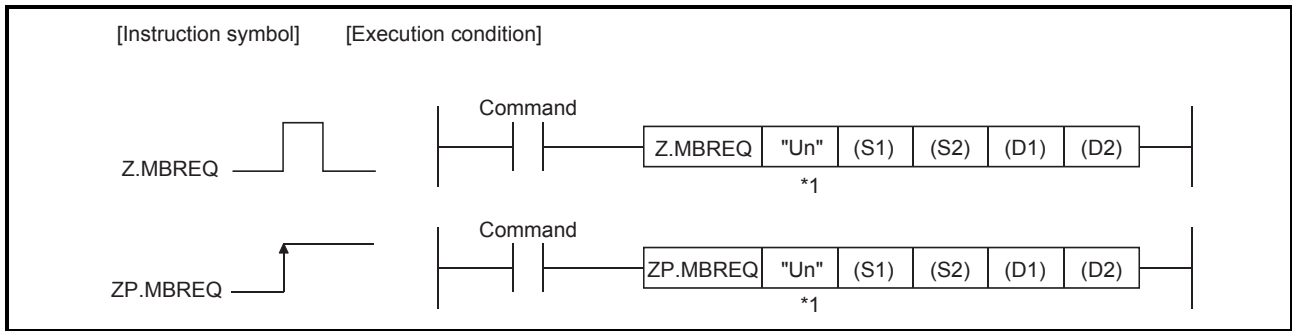 [Instruction symbol] [Execution condition]
Command
Z.MBREQ Z.MBREQ "Un" (S1) (S2) (D1) (D2)
*1
Command
ZP.MBREQ ZP.MBREQ "Un" (S1) (S2) (D1) (D2)
*1